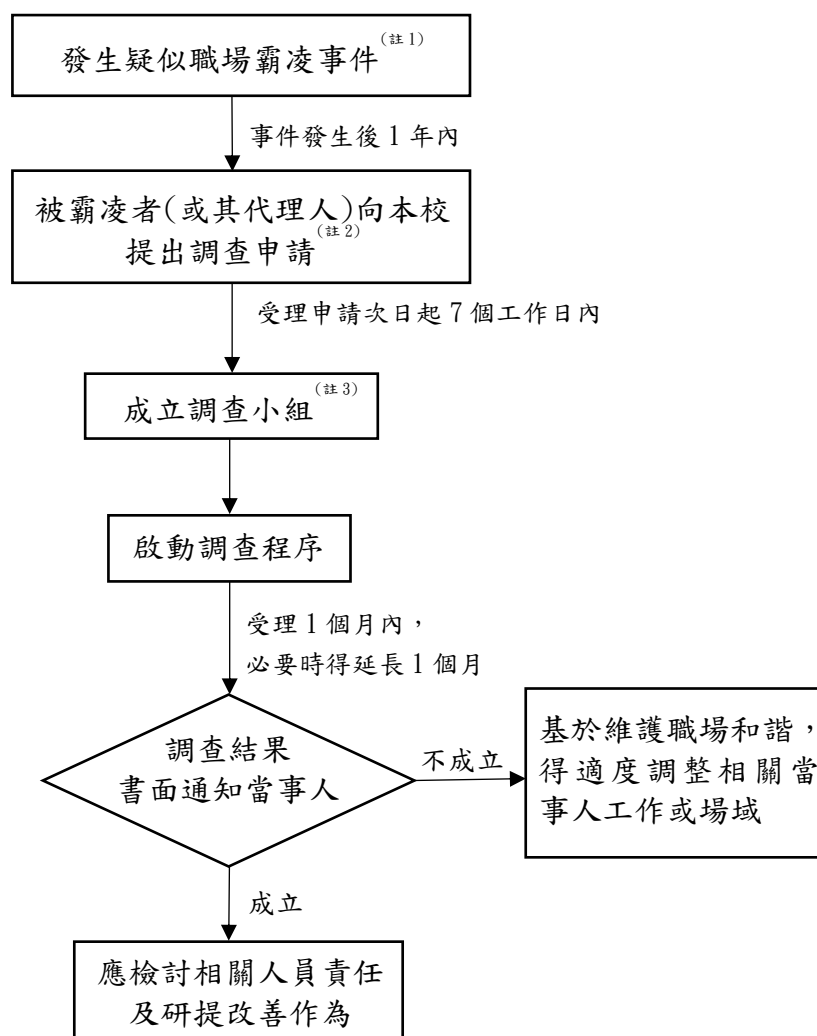 發生疑似職場霸凌事件(註1)
事件發生後1年內
被霸凌者(或其代理人)向本校
提出調查申請(註2)
受理申請次日起7個工作日內
成立調查小組(註3)
啟動調查程序
受理1個月內，
必要時得延長1個月
調查結果
書面通知當事人
不成立
基於維護職場和諧，
得適度調整相關當
事人工作或場域
成立
應檢討相關人員責任
及研提改善作為